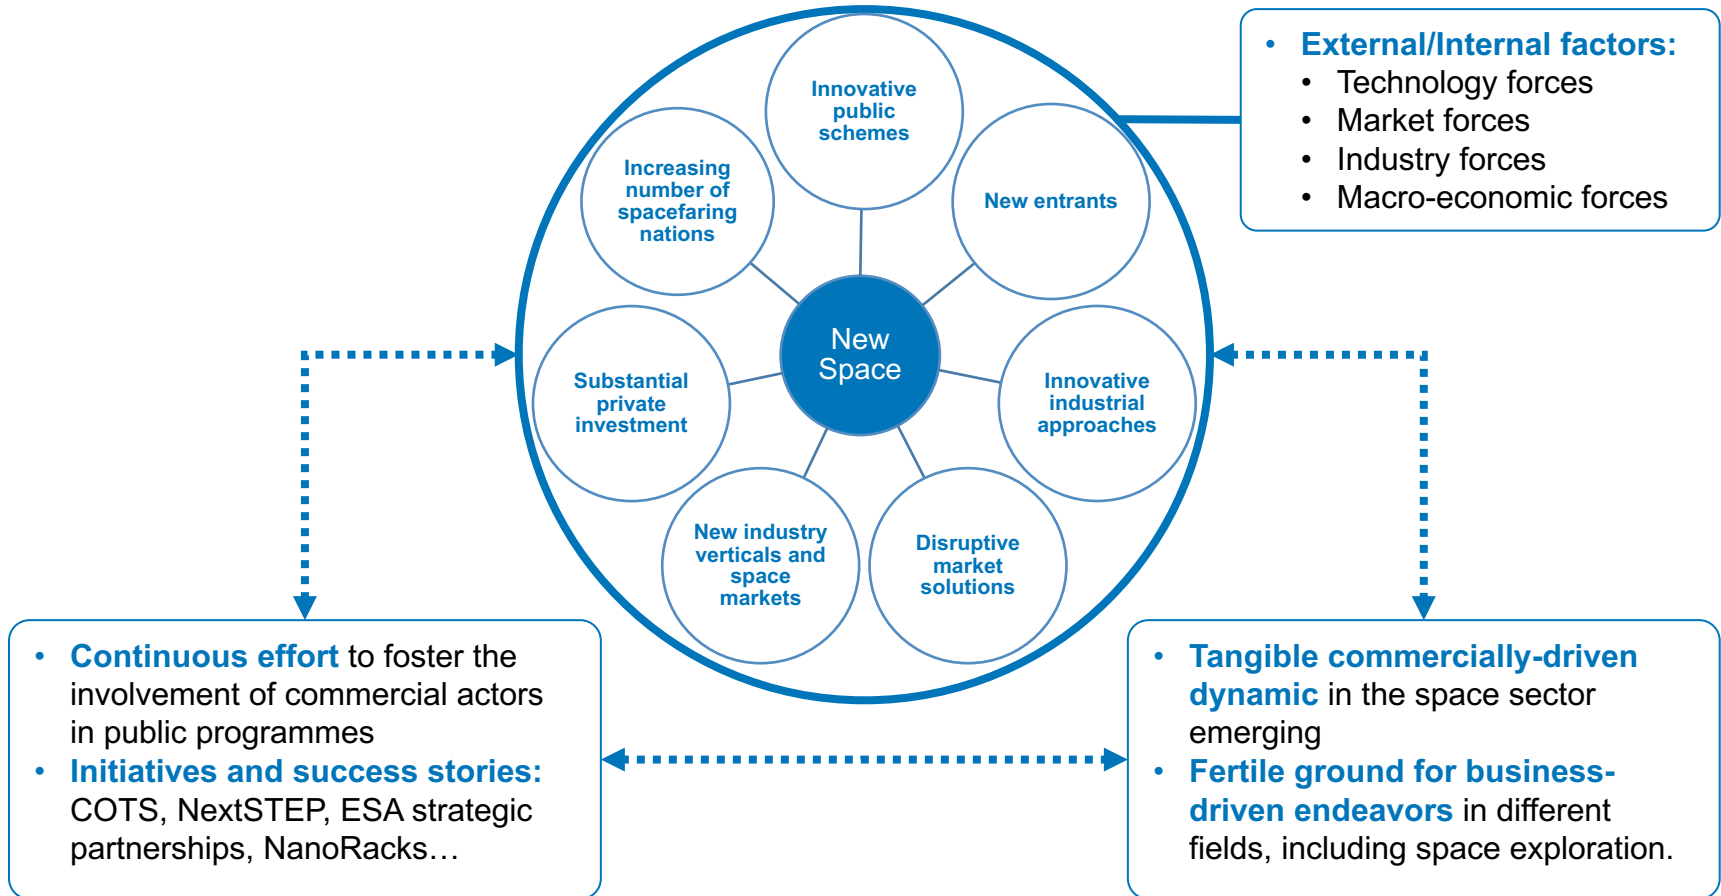 Innovative
public
schemes
New entrants
Innovative
industrial
approaches
Disruptive
market
solutions
New industry
verticals and
space
markets
Substantial
private
investment
Increasing
number of
spacefaring
nations
New
Space
• External/Internal factors:
• Technology forces
• Market forces
• Industry forces
• Macro-economic forces
• Continuous effort to foster the
involvement of commercial actors
in public programmes
• Initiatives and success stories:
COTS, NextSTEP, ESA strategic
partnerships, NanoRacks…
• Tangible commercially-driven
dynamic in the space sector
emerging
• Fertile ground for business-
driven endeavors in different
fields, including space exploration.